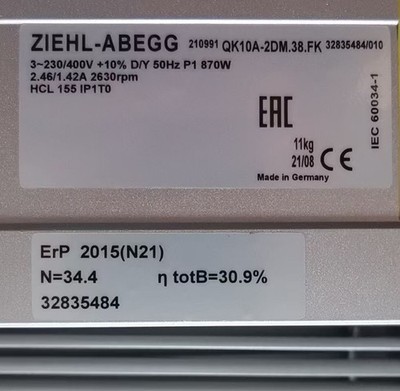 ZIEHL-ABEGG 210991 QK10A-2DM.38.FK 32835484/010
3~230/400V +10% D/Y 50Hz P1 870W
2.46/1.42A 2630rpm
HCL 155 IP1T0
EAC
11kg
21/08 CE
Made in Germany
IEC 60034-1
ErP 2015(N21)
N=34.4 η totB=30.9%
32835484